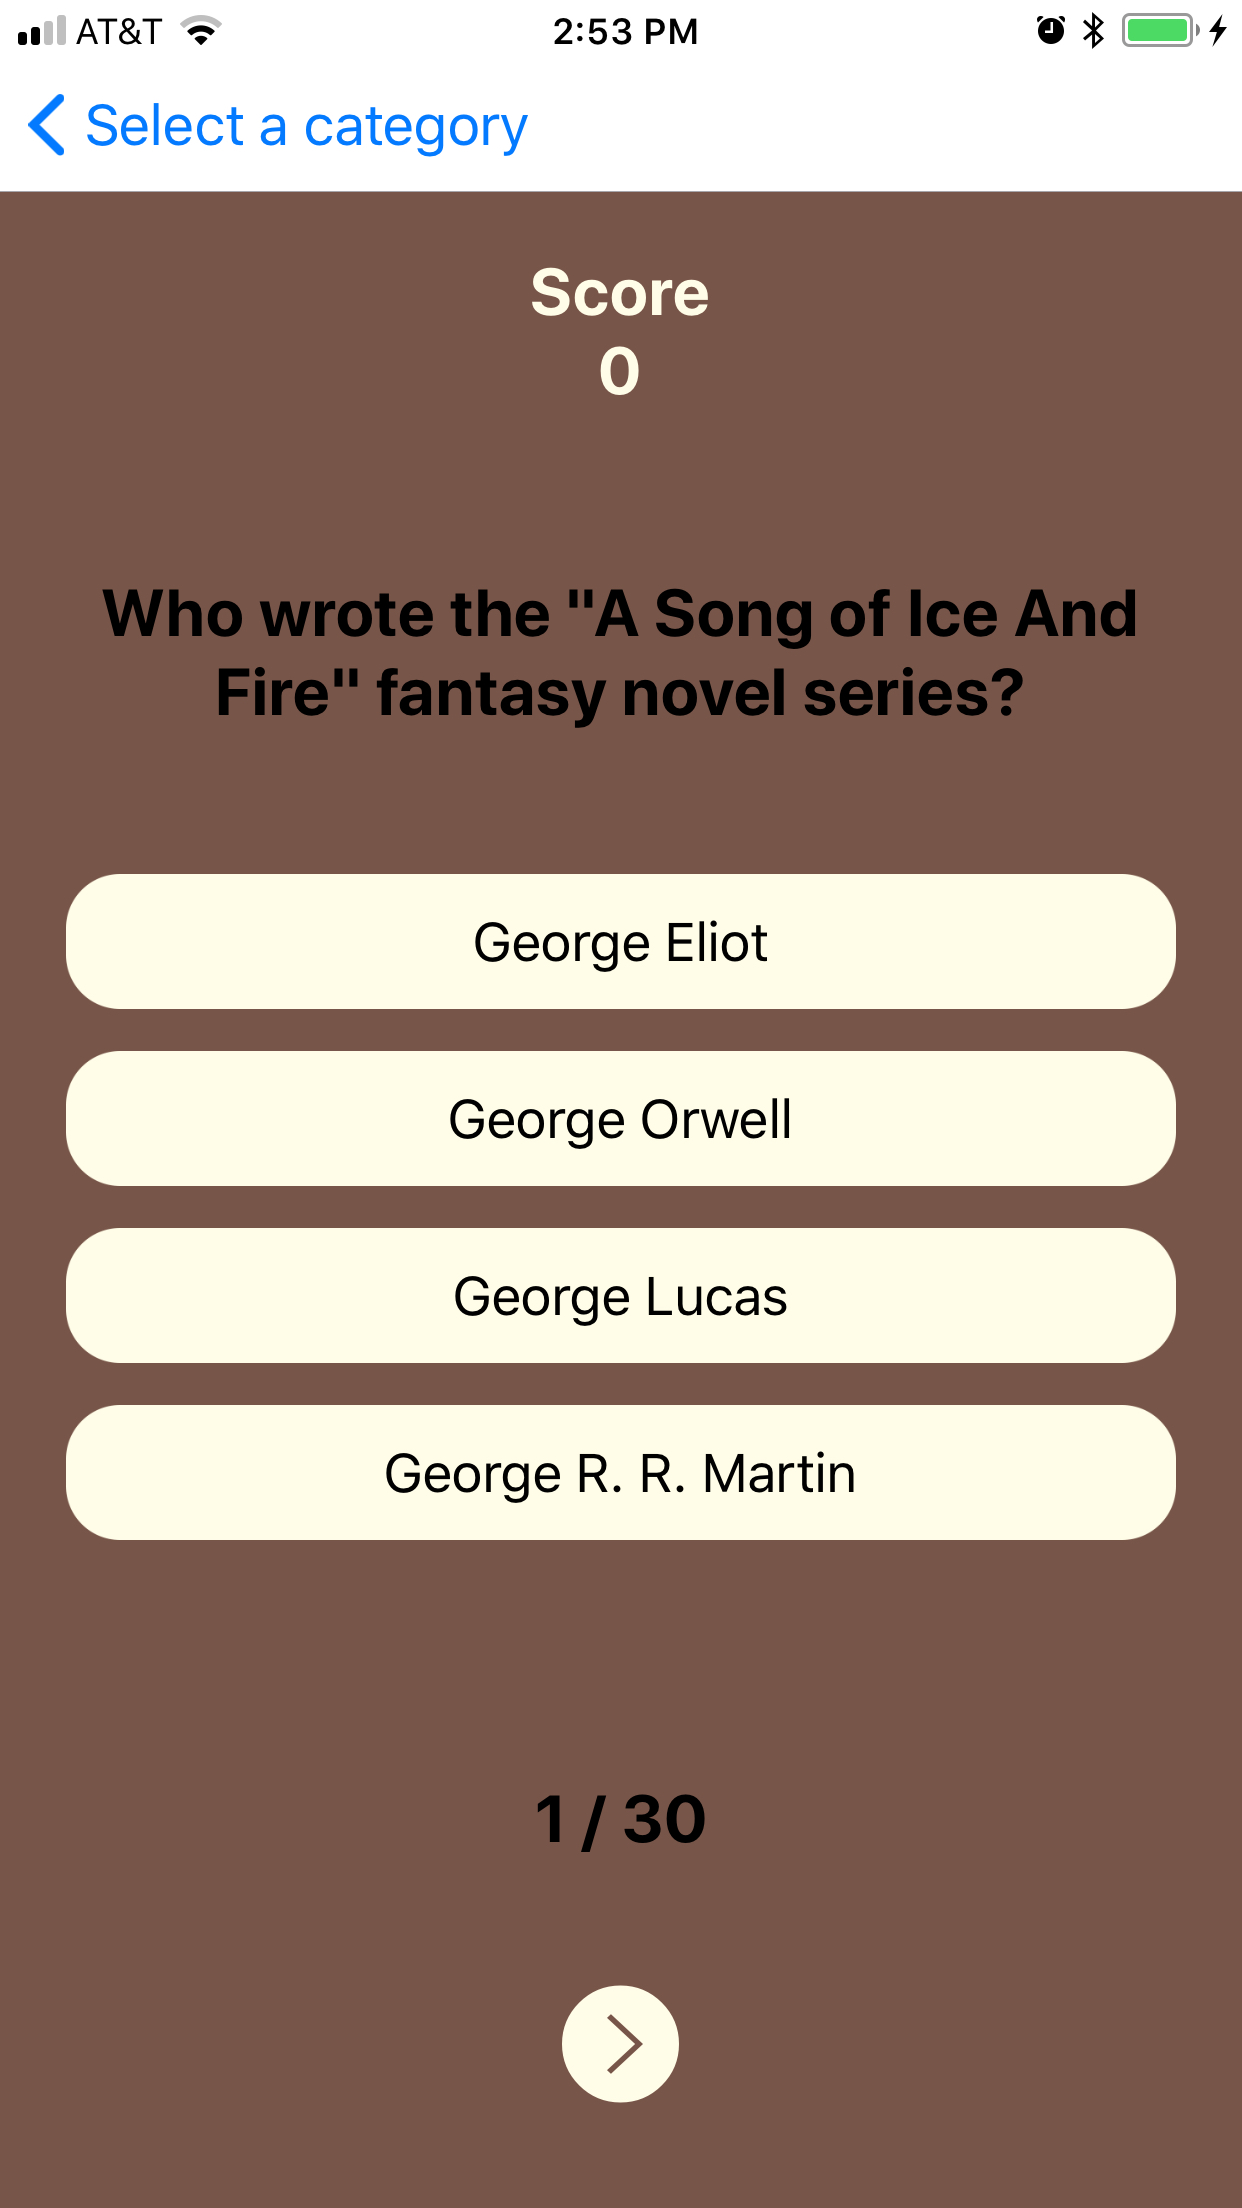 AT&T 2:53 PM
Select a category
Score
0
Who wrote the "A Song of Ice And
Fire" fantasy novel series?
George Eliot
George Orwell
George Lucas
George R. R. Martin
1 / 30